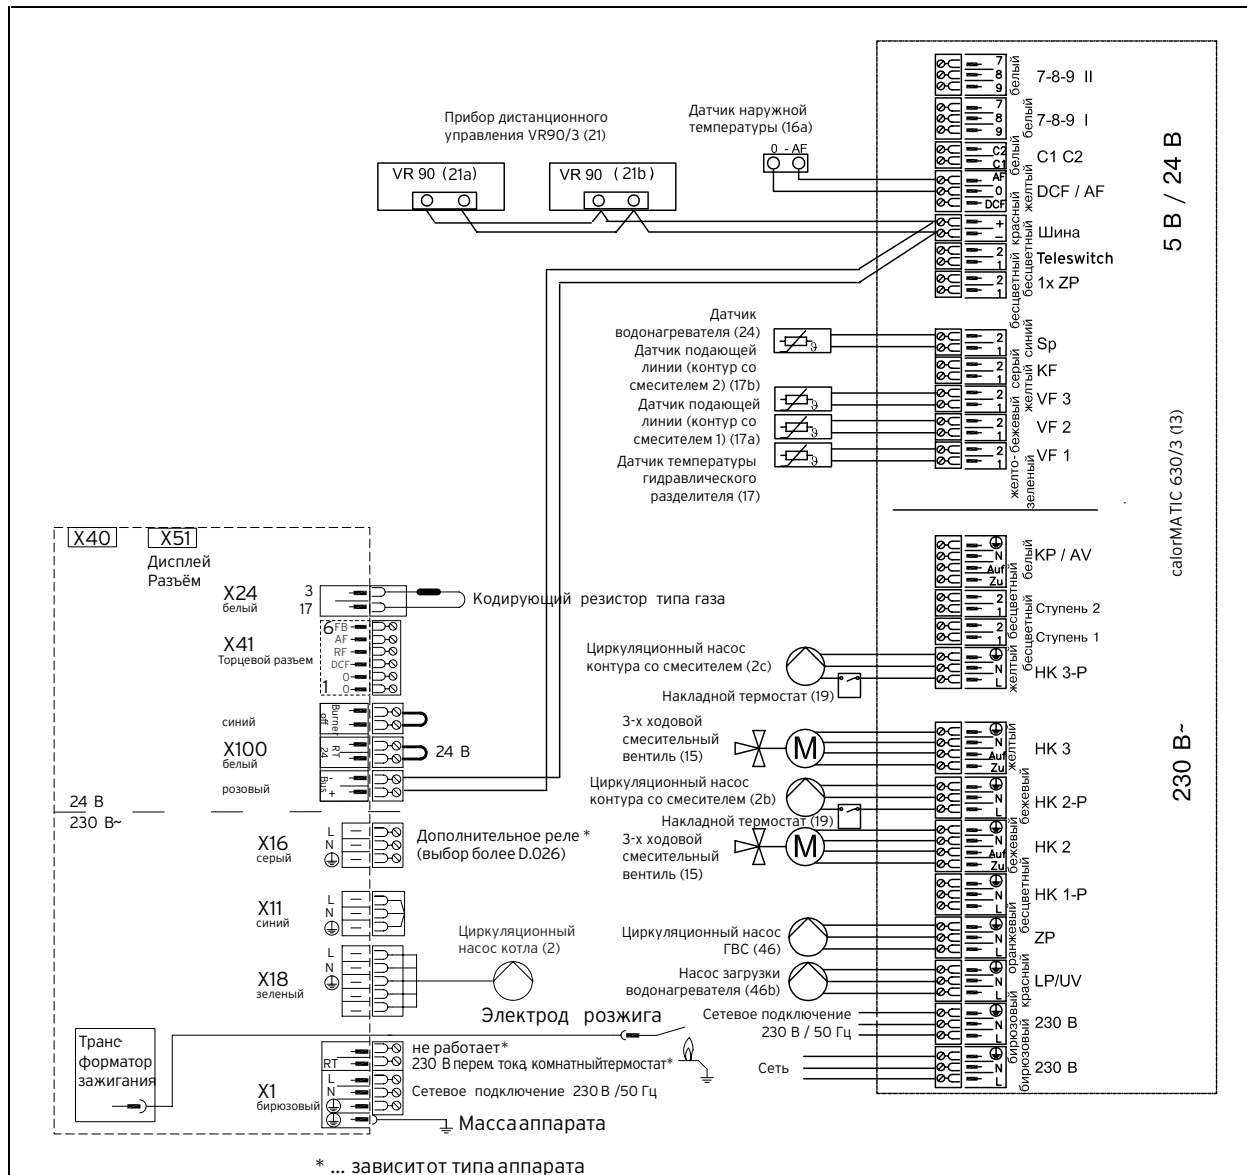 Прибор дистанционного
управления VR90/3 (21)
VR 90 (21a)
VR 90 (21b)
Датчик наружной
температуры (16a)
0 - AF
7
8
9
белый
7-8-9 II
7
8
9
белый
7-8-9 I
C2
C1
белый
C1 C2
AF
0
DCF
желтый
DCF / AF
+
–
красный
Шина
2
1
бесцветный
Teleswitch
2
1
бесцветный
1x ZP
5 В / 24 В
Датчик
водонагревателя (24)
Датчик подающей
линии (контур со
смесителем 2) (17b)
Датчик подающей
линии (контур со
смесителем 1) (17a)
Датчик температуры
гидравлического
разделителя (17)
2
1
синий
Sp
2
1
серый
KF
2
1
желтый
VF 3
2
1
бежевый
VF 2
2
1
желто-
зеленый
VF 1
calorMATIC 630/3 (13)
X40
X51
Дисплей
Разъём
X24
белый
3
17
Кодирующий резистор типа газа
X41
Торцевой разъем
6
FB
AF
RF
DCF
0
0
1
синий
Burner
off
X100
белый
RT
24
24 В
розовый
Bus
-
+
24 В
230 В~
X16
серый
L
N
Дополнительное реле *
(выбор более D.026)
X11
синий
L
N
X18
зеленый
L
N
Циркуляционный
насос котла (2)
Электрод розжига
Транс-
форматор
зажигания
RT
не работает*
230 В перем. тока, комнатныйтермостат*
X1
бирюзовый
L
N
Сетевое подключение 230 В /50 Гц
Масса аппарата
* ... зависит от типа аппарата
N
Auf
Zu
белый
KP / AV
2
1
бесцветный
Ступень 2
2
1
бесцветный
Ступень 1
Циркуляционный насос
контура со смесителем (2c)
Накладной термостат (19)
N
L
желтый
HK 3-P
3-х ходовой
смесительный
вентиль (15)
M
N
Auf
Zu
желтый
HK 3
Циркуляционный насос
контура со смесителем (2b)
Накладной термостат (19)
N
L
бежевый
HK 2-P
3-х ходовой
смесительный
вентиль (15)
M
N
Auf
Zu
бежевый
HK 2
N
L
бесцветный
HK 1-P
Циркуляционный насос
ГВС (46)
N
L
оранжевый
ZP
Насос загрузки
водонагревателя (46b)
N
L
красный
LP/UV
Сетевое подключение
230 В / 50 Гц
N
L
бирюзовый
230 В
Сеть
N
L
бирюзовый
230 В
230 В~